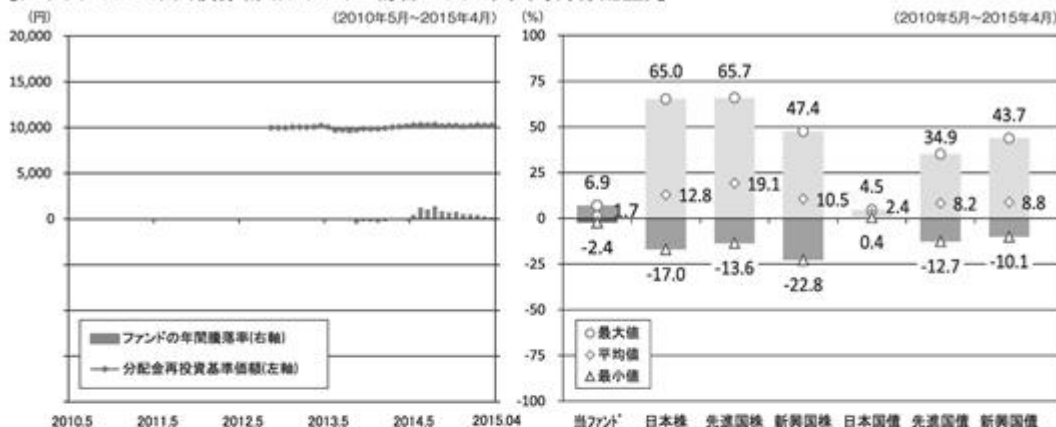 (円)
(2010年5月~2015年4月)
20,000
15,000
10,000
5,000
0
ファンドの年間騰落率(右軸)
分配金再投資基準価額(左軸)
2010.5 2011.5 2012.5 2013.5 2014.5 2015.04
(%)
(2010年5月~2015年4月)
100
75
50
25
0
-25
-50
-75
-100
65.0 65.7 47.4 34.9 43.7
6.9 4.5
1.7 12.8 19.1 10.5 2.4 8.2 8.8
-2.4 -17.0 -13.6 -22.8 0.4 -12.7 -10.1
最大値
平均値
最小値
当ファンド 日本株 先進国株 新興国株 日本国債 先進国債 新興国債